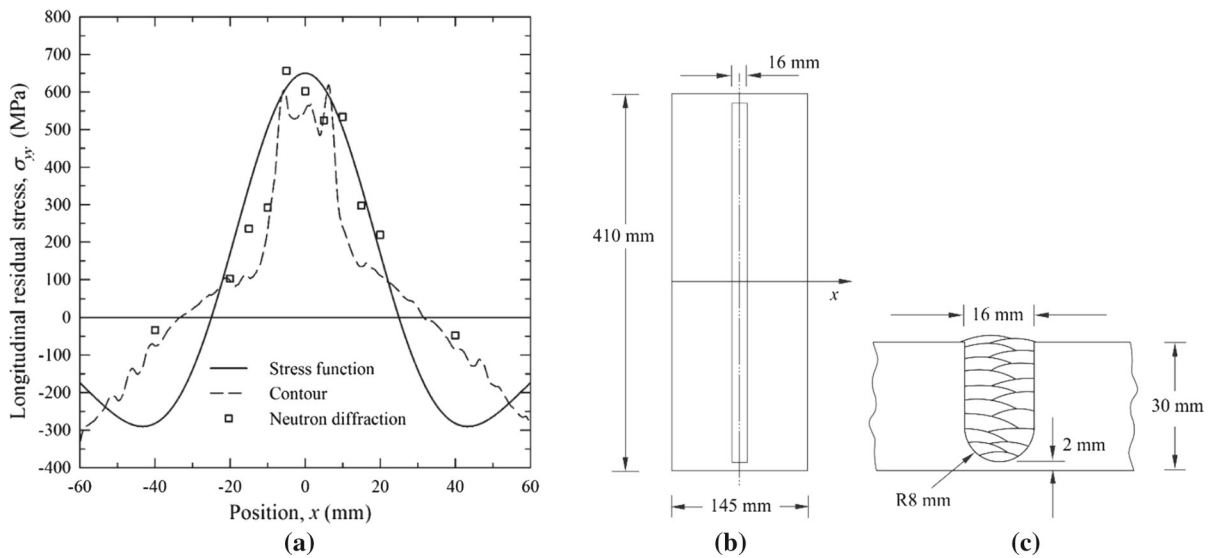 800
700
600
500
400
300
200
100
0
-100
-200
-300
-400
Longitudinal residual stress, σyy (MPa)
Stress function
Contour
Neutron diffraction
-60 -40 -20 0 20 40 60
Position, x (mm)
(a)
16 mm
410 mm
x
145 mm
(b)
16 mm
30 mm
2 mm
R8 mm
(c)